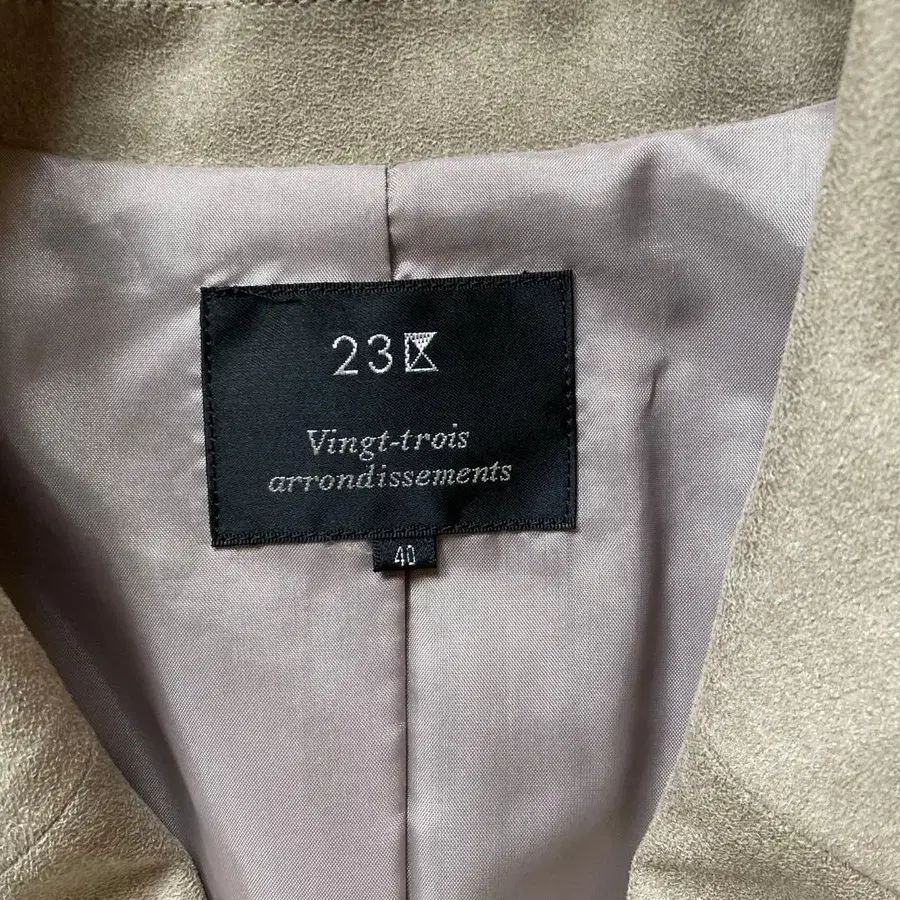 23区
Vingt-trois
arrondissements
40